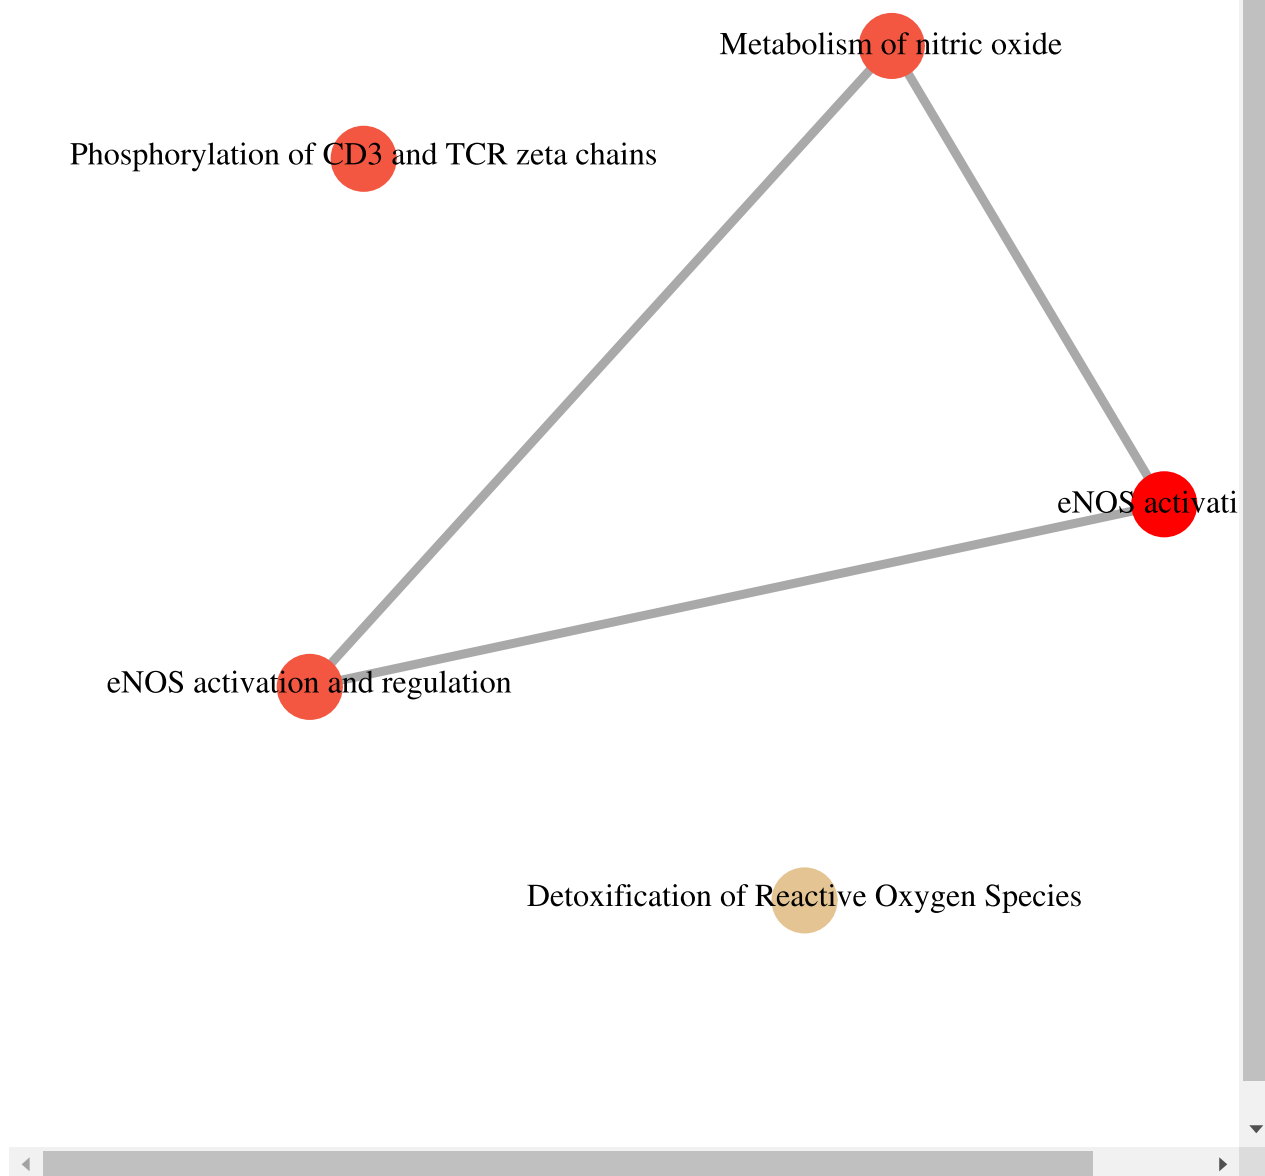 Metabolism of nitric oxide
Phosphorylation of CD3 and TCR zeta chains
eNOS activati
eNOS activation and regulation
Detoxification of Reactive Oxygen Species